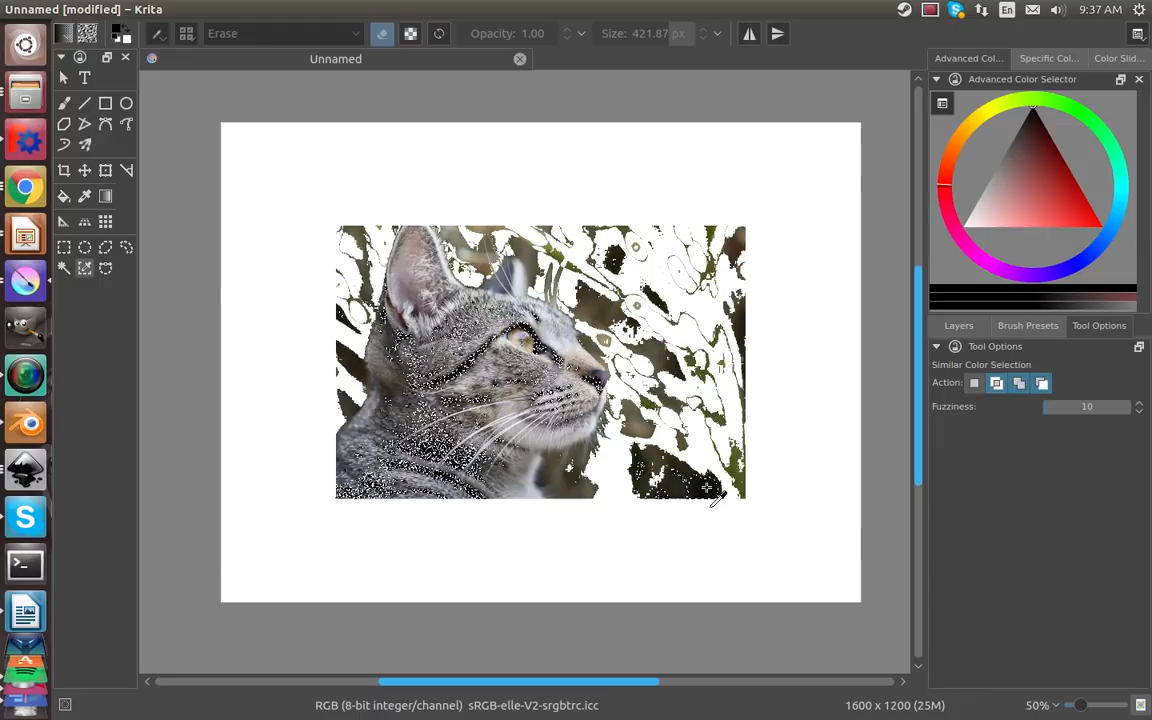 Unnamed [modified] - Krita
En
9:37 AM
Erase
Opacity: 1.00
Size: 421.87 px
Unnamed
Advanced Col...
Specific Col...
Color Slid...
Advanced Color Selector
Layers
Brush Presets
Tool Options
Tool Options
Similar Color Selection
Action:
Fuzziness:
10
RGB (8-bit integer/channel) sRGB-elle-V2-srgbtrc.icc
1600 x 1200 (25M)
50%